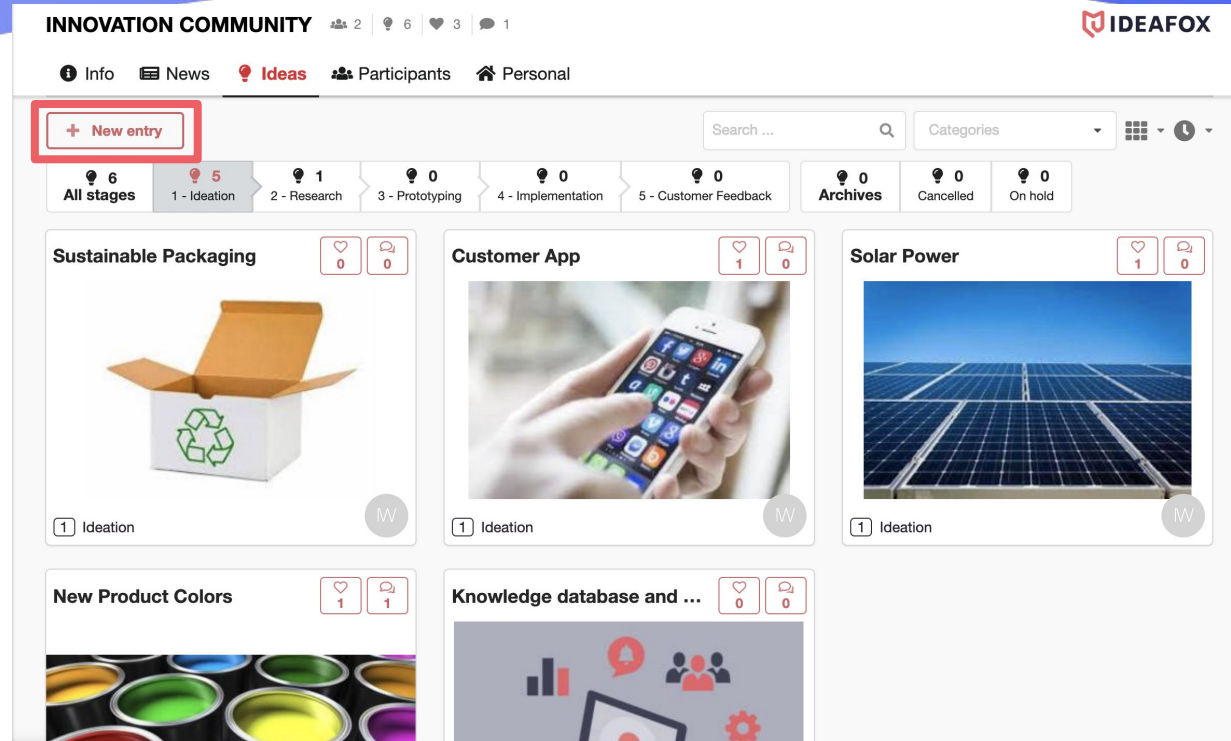 INNOVATION COMMUNITY 2 6 3 1
IDEAFOX
Info News Ideas Participants Personal
+ New entry
Search ...
Categories
6 5 1 0 0 0 0 0 0
All stages 1 - Ideation 2 - Research 3 - Prototyping 4 - Implementation 5 - Customer Feedback Archives Cancelled On hold
Sustainable Packaging 0 0
Customer App 1 0
Solar Power 1 0
1 Ideation IW
1 Ideation IW
1 Ideation IW
New Product Colors 1 1
Knowledge database and ... 0 0